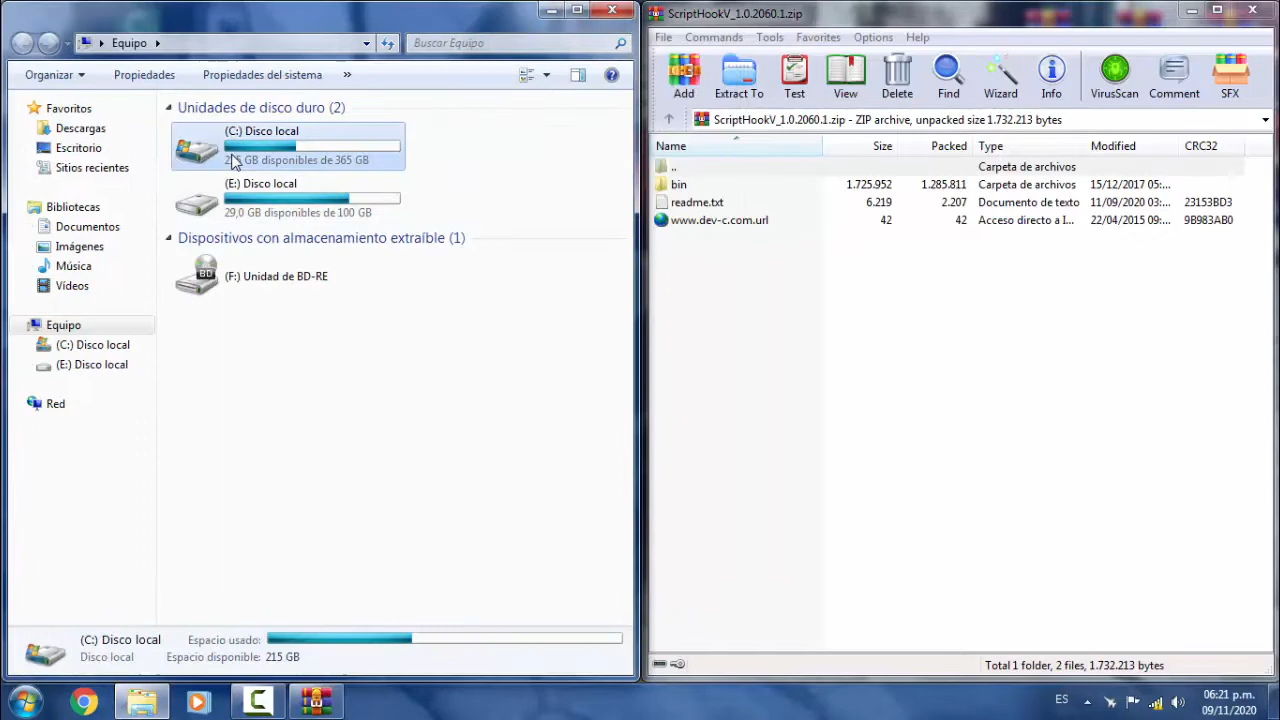 Equipo
Buscar Equipo
Organizar
Propiedades
Propiedades del sistema
»
Favoritos
Descargas
Escritorio
Sitios recientes
Bibliotecas
Documentos
Imágenes
Música
Vídeos
Equipo
(C:) Disco local
(E:) Disco local
Red
Unidades de disco duro (2)
(C:) Disco local
GB disponibles de 365 GB
(E:) Disco local
29,0 GB disponibles de 100 GB
Dispositivos con almacenamiento extraíble (1)
BD
(F:) Unidad de BD-RE
(C:) Disco local
Disco local
Espacio usado:
Espacio disponible: 215 GB
ScriptHookV_1.0.2060.1.zip
File Commands Tools Favorites Options Help
Add Extract To Test View Delete Find Wizard Info VirusScan Comment SFX
ScriptHookV_1.0.2060.1.zip - ZIP archive, unpacked size 1.732.213 bytes
Name Size Packed Type Modified CRC32
.. Carpeta de archivos
bin 1.725.952 1.285.811 Carpeta de archivos 15/12/2017 05:...
readme.txt 6.219 2.207 Documento de texto 11/09/2020 03:... 23153BD3
www.dev-c.com.url 42 42 Acceso directo a I... 22/04/2015 09:... 9B983AB0
Total 1 folder, 2 files, 1.732.213 bytes
ES
06:21 p.m.
09/11/2020